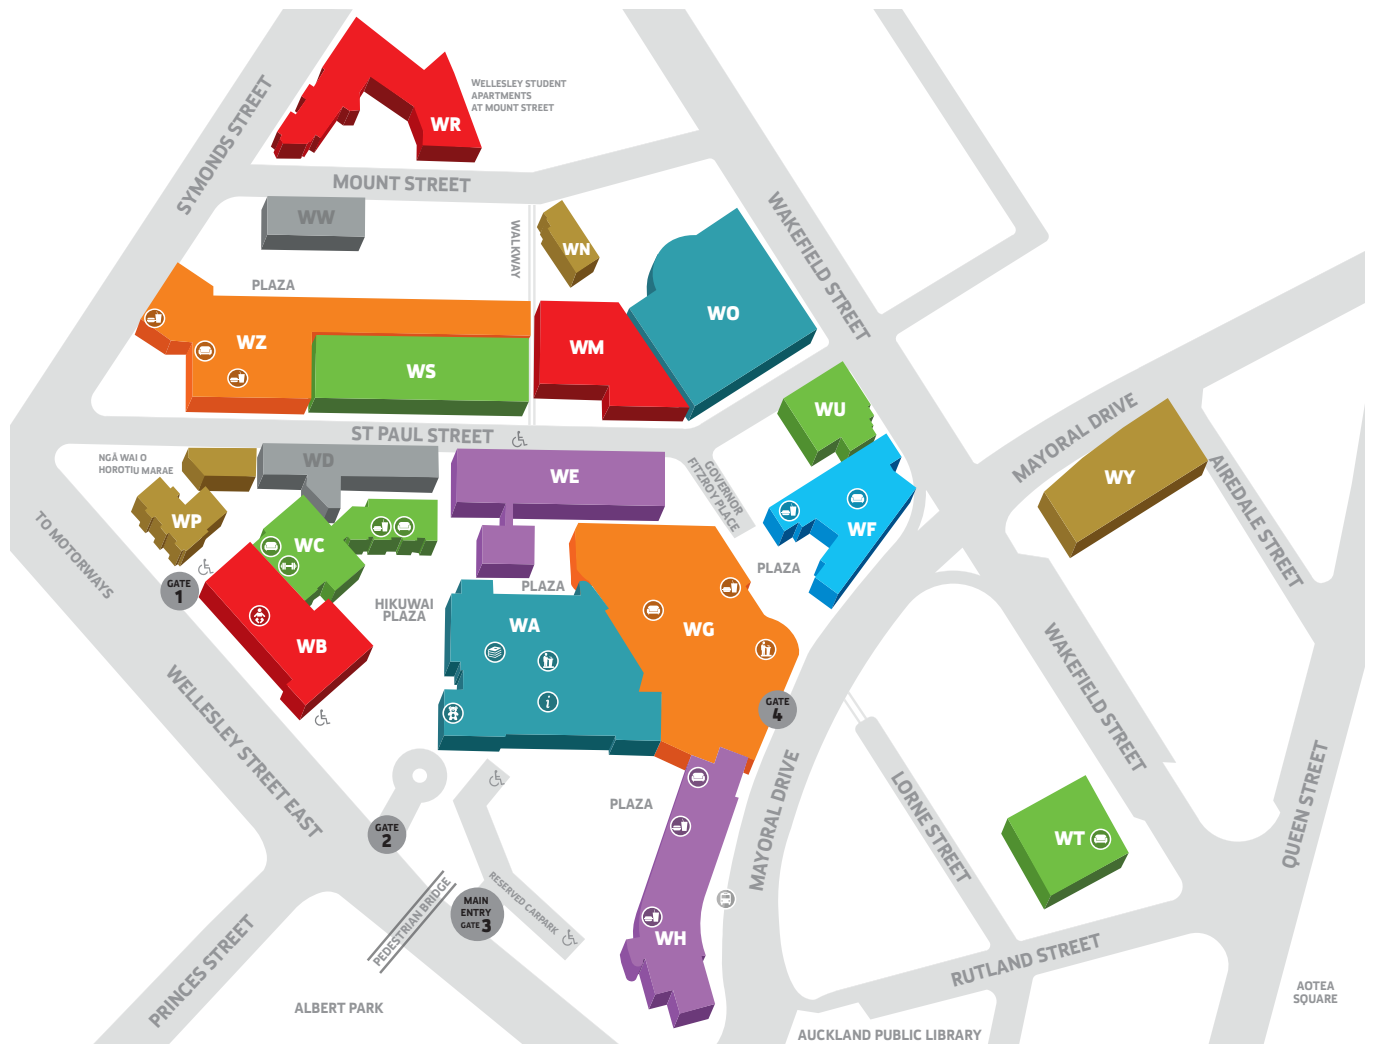 WELLESLEY STUDENT
APARTMENTS
AT MOUNT STREET
WR
SYMONDS STREET
MOUNT STREET
WW
WALKWAY
WN
WAKEFIELD STREET
PLAZA
WZ
WS
WM
WO
ST PAUL STREET
WU
MAYORAL DRIVE
NGĀ WAI O
HOROTIU MARAE
WD
WE
GOVERNOR
FITZROY PLACE
WY
AIREDALE STREET
WP
WC
WF
TO MOTORWAYS
GATE
1
PLAZA
PLAZA
HIKUWAI
PLAZA
WA
WG
WB
WAKEFIELD STREET
WELLESLEY STREET EAST
i
GATE
4
MAYORAL DRIVE
LORNE STREET
QUEEN STREET
PLAZA
GATE
2
WT
PEDESTRIAN BRIDGE
MAIN
ENTRY
GATE 3
RESERVED CARPARK
WH
PRINCES STREET
RUTLAND STREET
ALBERT PARK
AUCKLAND PUBLIC LIBRARY
AOTEA
SQUARE